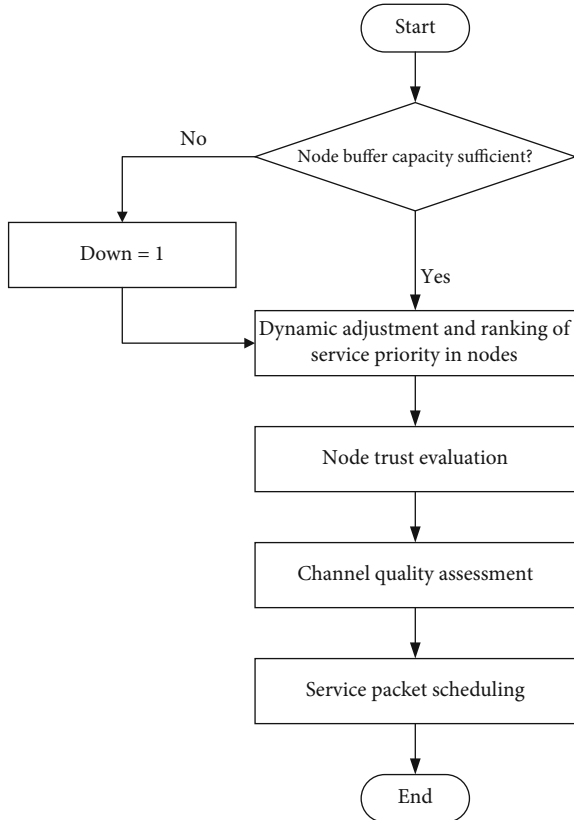 Start
Node buffer capacity sufficient?
No
Down = 1
Yes
Dynamic adjustment and ranking of
service priority in nodes
Node trust evaluation
Channel quality assessment
Service packet scheduling
End